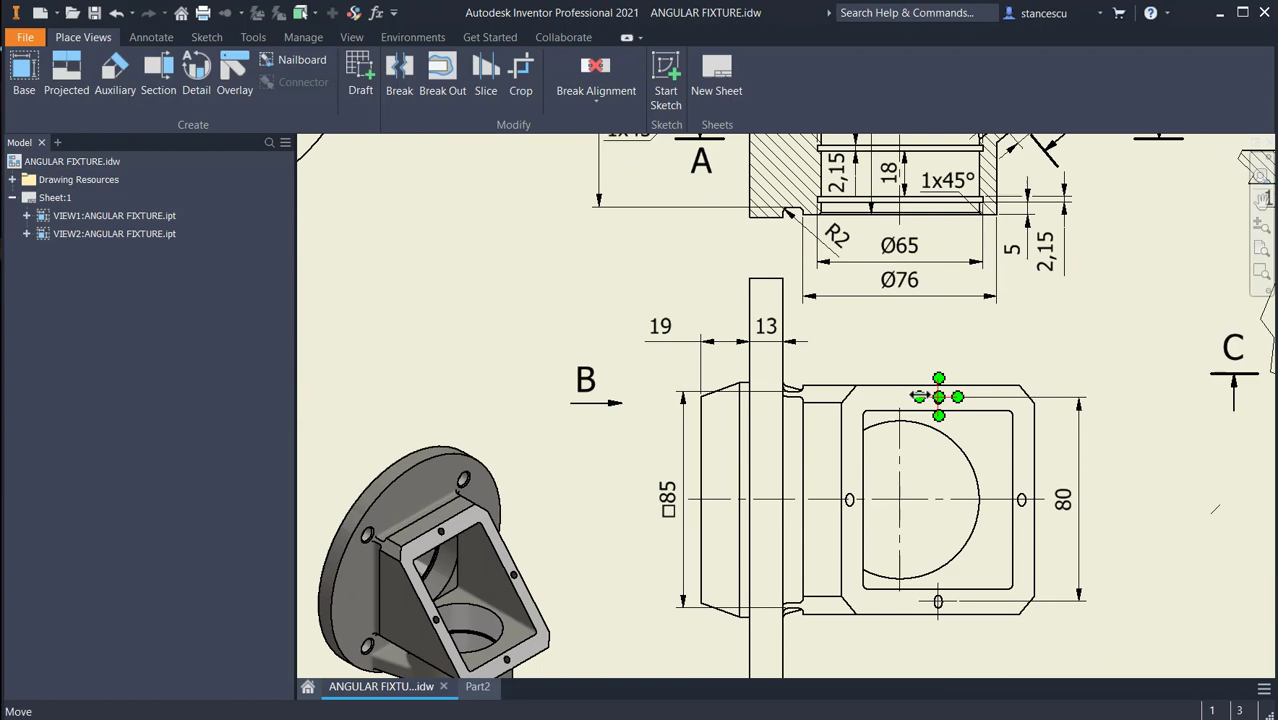 Autodesk Inventor Professional 2021 ANGULAR FIXTURE.idw
Search Help & Commands...
stancescu
File Place Views Annotate Sketch Tools Manage View Environments Get Started Collaborate
Base Projected Auxiliary Section Detail Overlay
Nailboard
Connector
Draft
Break Break Out Slice Crop
Break Alignment
Start Sketch
New Sheet
Create
Modify
Sketch
Sheets
Model
ANGULAR FIXTURE.idw
Drawing Resources
Sheet:1
VIEW1:ANGULAR FIXTURE.ipt
VIEW2:ANGULAR FIXTURE.ipt
A
2,15
18
1x45°
R2
Ø65
5
2,15
Ø76
19
13
B
C
□85
80
ANGULAR FIXTU...idw
Part2
Move
1 3